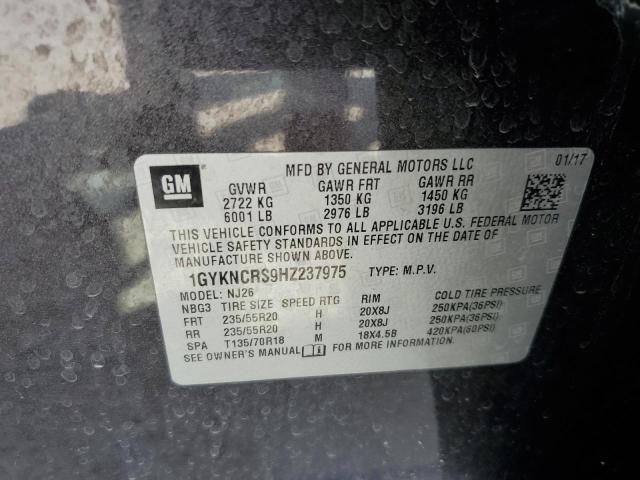 GM
MFD BY GENERAL MOTORS LLC 01/17
GVWR GAWR FRT GAWR RR
2722 KG 1350 KG 1450 KG
6001 LB 2976 LB 3196 LB
THIS VEHICLE CONFORMS TO ALL APPLICABLE U.S. FEDERAL MOTOR
VEHICLE SAFETY STANDARDS IN EFFECT ON THE DATE OF
MANUFACTURE SHOWN ABOVE.
1GYKNCRS9HZ237975 TYPE: M.P.V.
MODEL: NJ26
NBG3 TIRE SIZE SPEED RTG RIM COLD TIRE PRESSURE
FRT 235/55R20 H 20X8J 250KPA(36PSI)
RR 235/55R20 H 20X8J 250KPA(36PSI)
SPA T135/70R18 M 18X4.5B 420KPA(60PSI)
SEE OWNER'S MANUAL FOR MORE INFORMATION